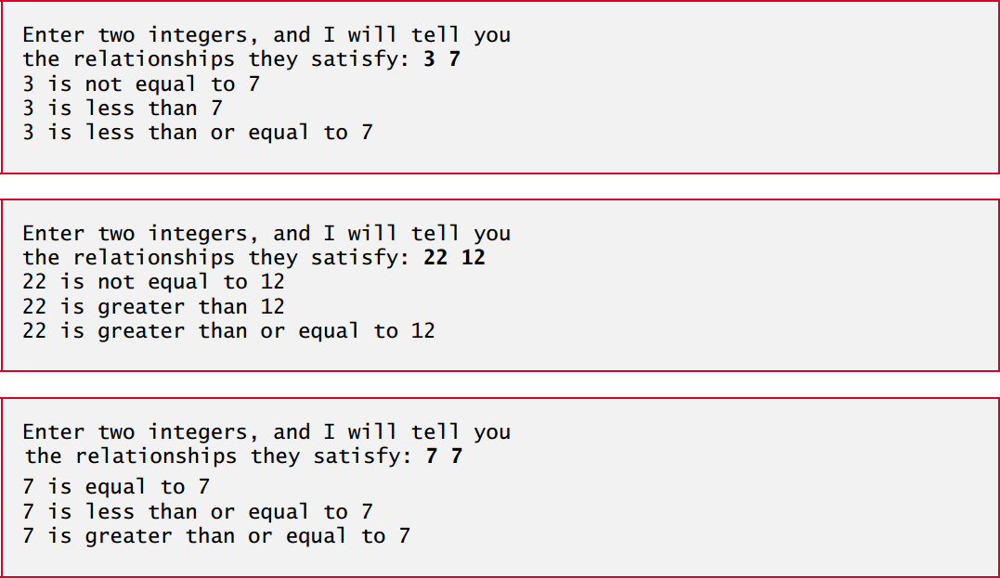 Enter two integers, and I will tell you
the relationships they satisfy: 3 7
3 is not equal to 7
3 is less than 7
3 is less than or equal to 7
Enter two integers, and I will tell you
the relationships they satisfy: 22 12
22 is not equal to 12
22 is greater than 12
22 is greater than or equal to 12
Enter two integers, and I will tell you
the relationships they satisfy: 7 7
7 is equal to 7
7 is less than or equal to 7
7 is greater than or equal to 7